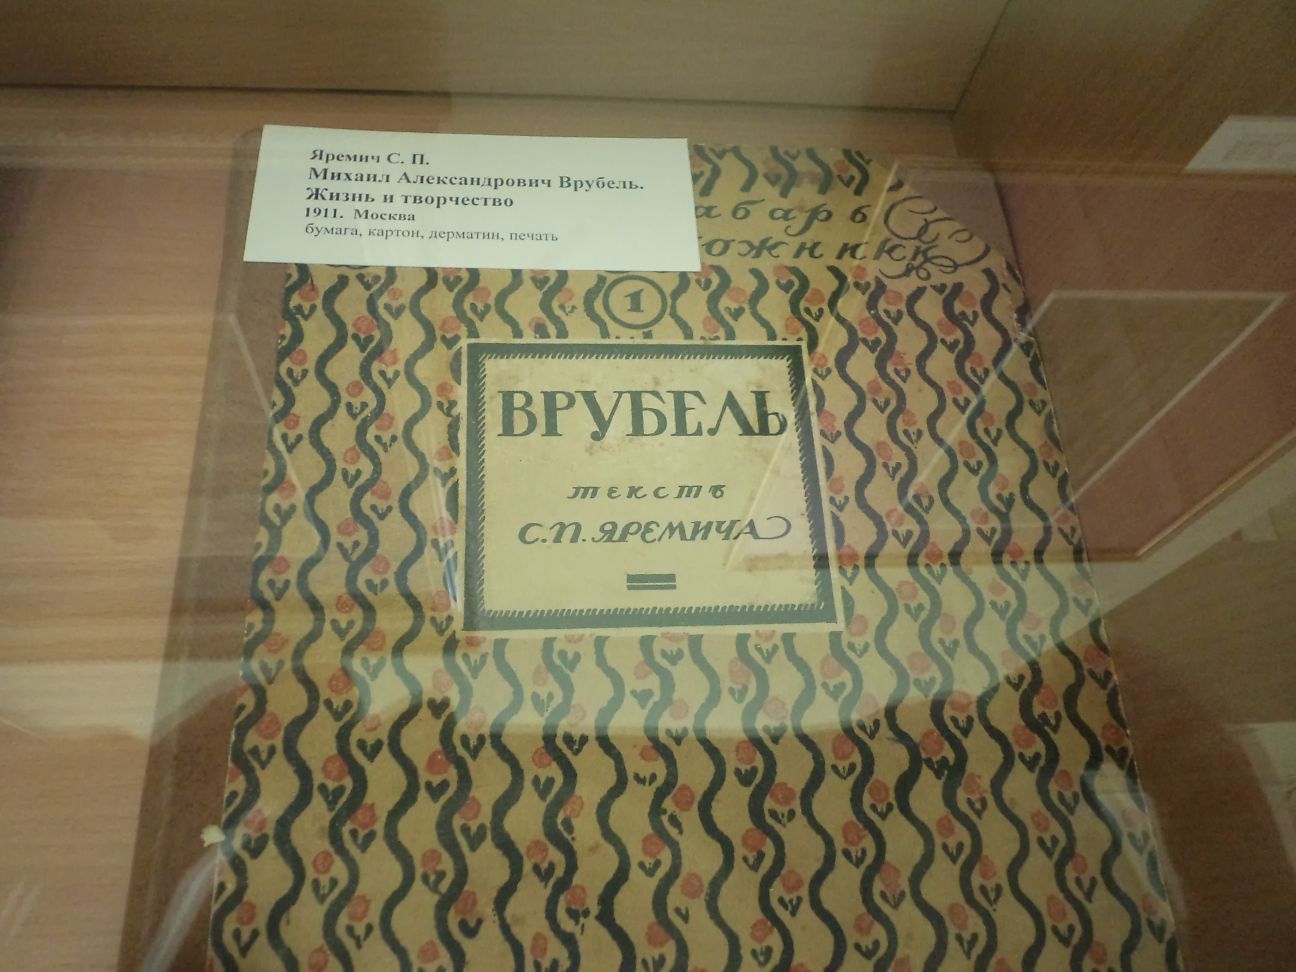 Яремич С. П.
Михаил Александрович Врубель.
Жизнь и творчество
1911. Москва
бумага, картон, дерматин, печать
1
ВРУБЕЛЬ
текстъ
С.П. ЯРЕМИЧА